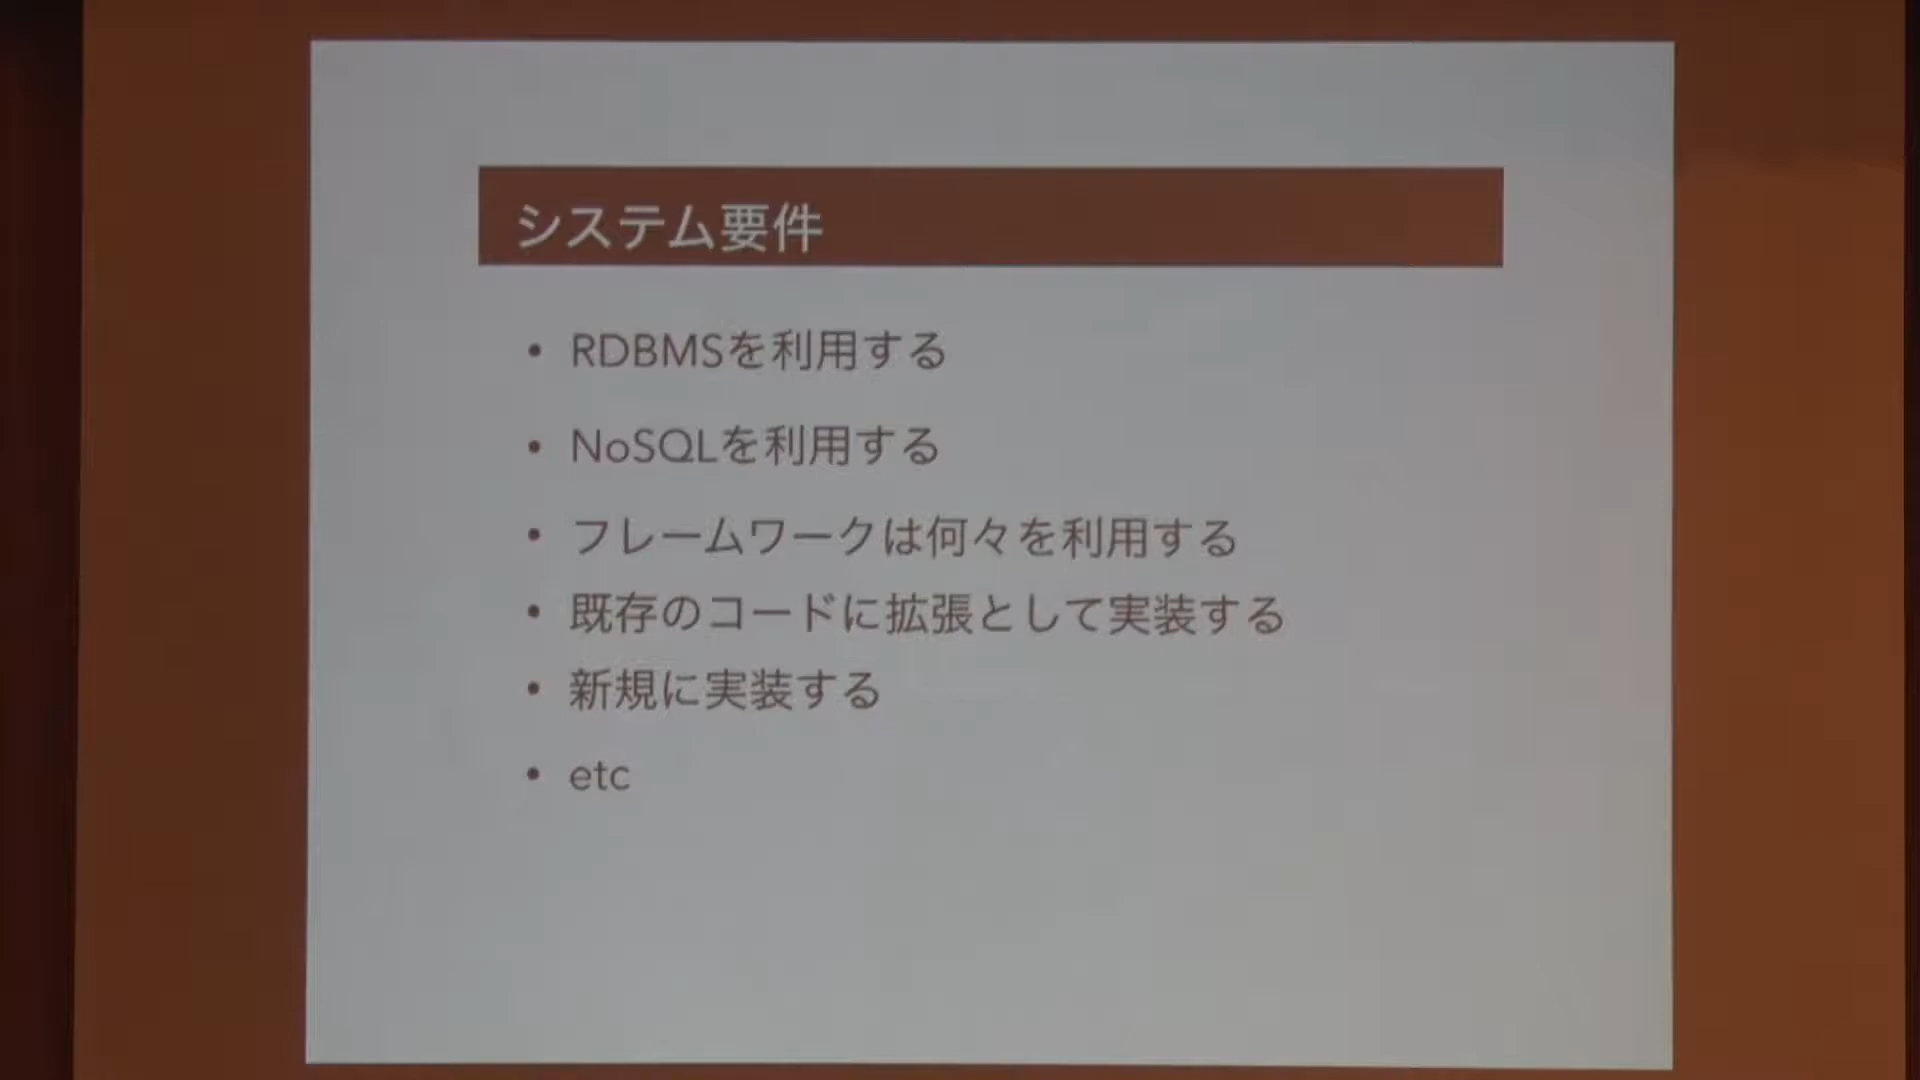 システム要件
• RDBMSを利用する
• NoSQLを利用する
• フレームワークは何々を利用する
• 既存のコードに拡張として実装する
• 新規に実装する
• etc